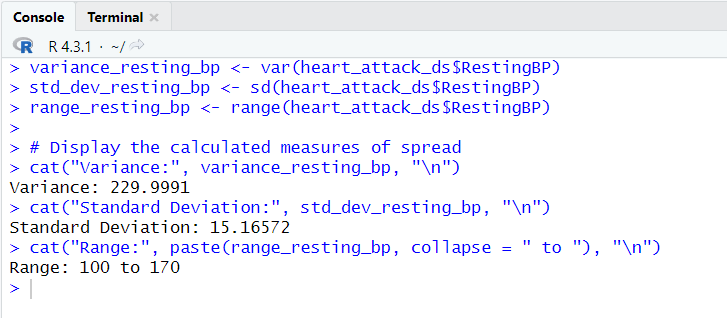 Console Terminal ×
R 4.3.1 · ~/
> variance_resting_bp <- var(heart_attack_ds$RestingBP)
> std_dev_resting_bp <- sd(heart_attack_ds$RestingBP)
> range_resting_bp <- range(heart_attack_ds$RestingBP)
>
> # Display the calculated measures of spread
> cat("Variance:", variance_resting_bp, "\n")
Variance: 229.9991
> cat("Standard Deviation:", std_dev_resting_bp, "\n")
Standard Deviation: 15.16572
> cat("Range:", paste(range_resting_bp, collapse = " to "), "\n")
Range: 100 to 170
>